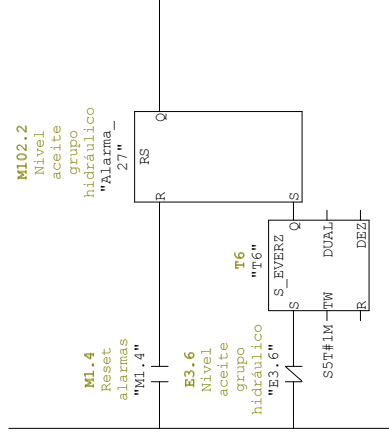 M102.2
Nivel
aceite
grupo
hidráulico
"Alarma_
27"
M1.4
Reset
alarmas
"M1.4"
RS
R
Q
E3.6
Nivel
aceite
grupo
hidráulico
"E3.6"
T6
"T6"
S_EVERZ
S
Q
S
S5T#1M
TW
DUAL
R
DEZ